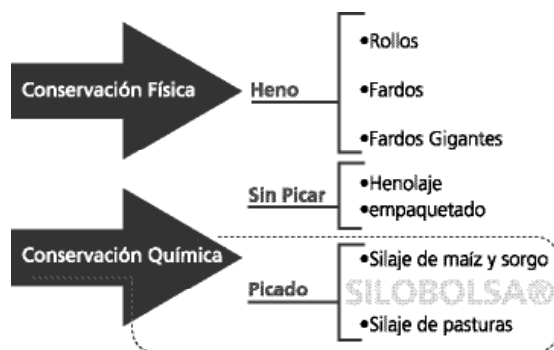 Conservación Física
Heno
•Rollos
•Fardos
•Fardos Gigantes
Sin Picar
•Henolaje
•empaquetado
Conservación Química
Picado
•Silaje de maíz y sorgo
SILOBOLSA®
•Silaje de pasturas